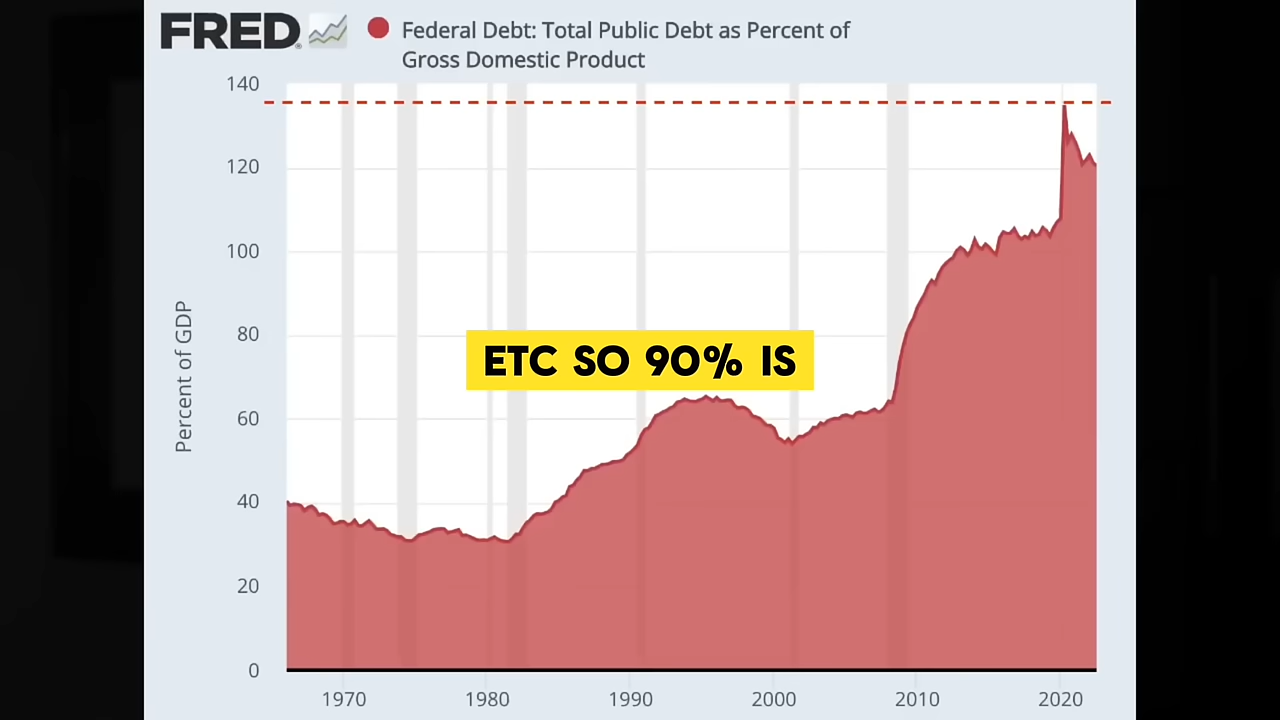 FRED
Federal Debt: Total Public Debt as Percent of
Gross Domestic Product
140
120
100
80
60
40
20
0
Percent of GDP
ETC SO 90% IS
1970 1980 1990 2000 2010 2020